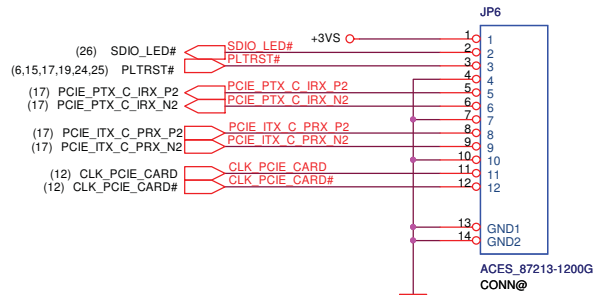 JP6
+3VS 1 1
(26) SDIO_LED# SDIO_LED# 2 2
(6,15,17,19,24,25) PLTRST# PLTRST# 3 3
4 4
(17) PCIE_PTX_C_IRX_P2 PCIE_PTX_C_IRX_P2 5 5
(17) PCIE_PTX_C_IRX_N2 PCIE_PTX_C_IRX_N2 6 6
7 7
(17) PCIE_ITX_C_PRX_P2 PCIE_ITX_C_PRX_P2 8 8
(17) PCIE_ITX_C_PRX_N2 PCIE_ITX_C_PRX_N2 9 9
10 10
(12) CLK_PCIE_CARD CLK_PCIE_CARD 11 11
(12) CLK_PCIE_CARD# CLK_PCIE_CARD# 12 12
13 GND1
14 GND2
ACES_87213-1200G
CONN@